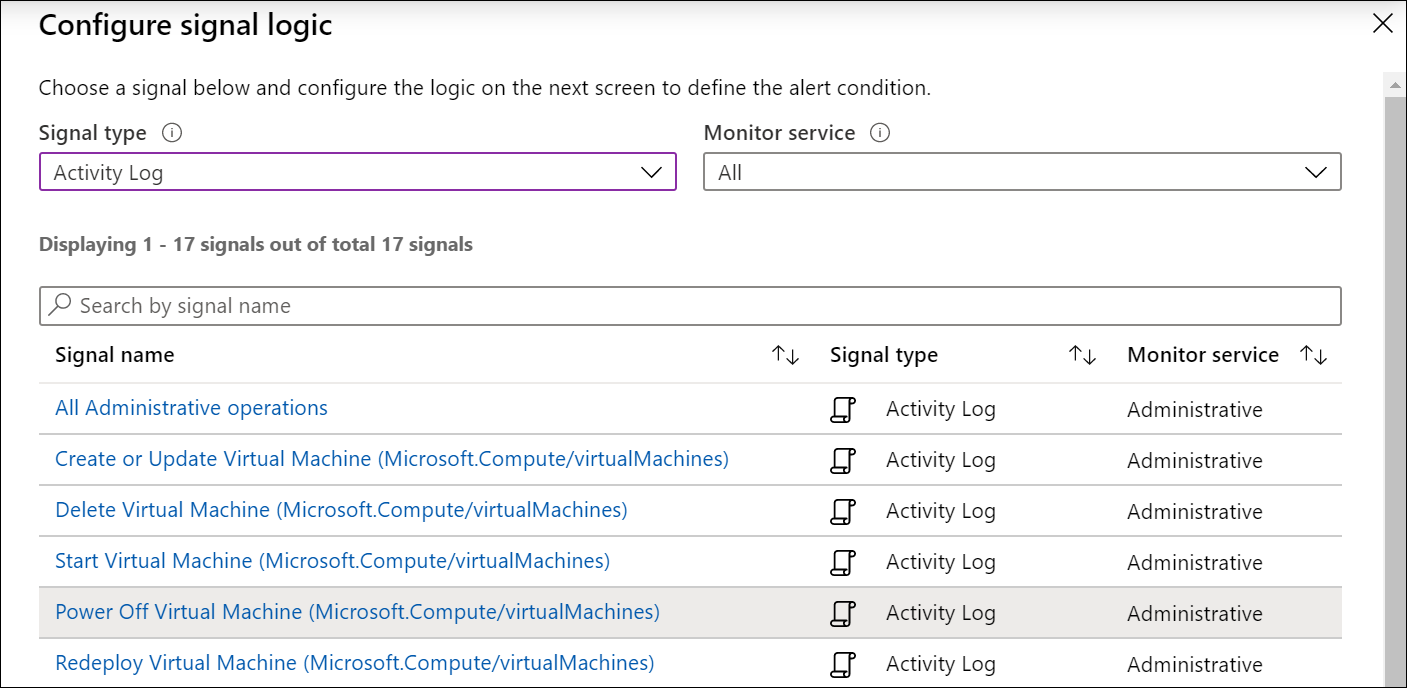 Configure signal logic
Choose a signal below and configure the logic on the next screen to define the alert condition.
Signal type Monitor service
Activity Log All
Displaying 1 - 17 signals out of total 17 signals
Search by signal name
Signal name Signal type Monitor service
All Administrative operations Activity Log Administrative
Create or Update Virtual Machine (Microsoft.Compute/virtualMachines) Activity Log Administrative
Delete Virtual Machine (Microsoft.Compute/virtualMachines) Activity Log Administrative
Start Virtual Machine (Microsoft.Compute/virtualMachines) Activity Log Administrative
Power Off Virtual Machine (Microsoft.Compute/virtualMachines) Activity Log Administrative
Redeploy Virtual Machine (Microsoft.Compute/virtualMachines) Activity Log Administrative